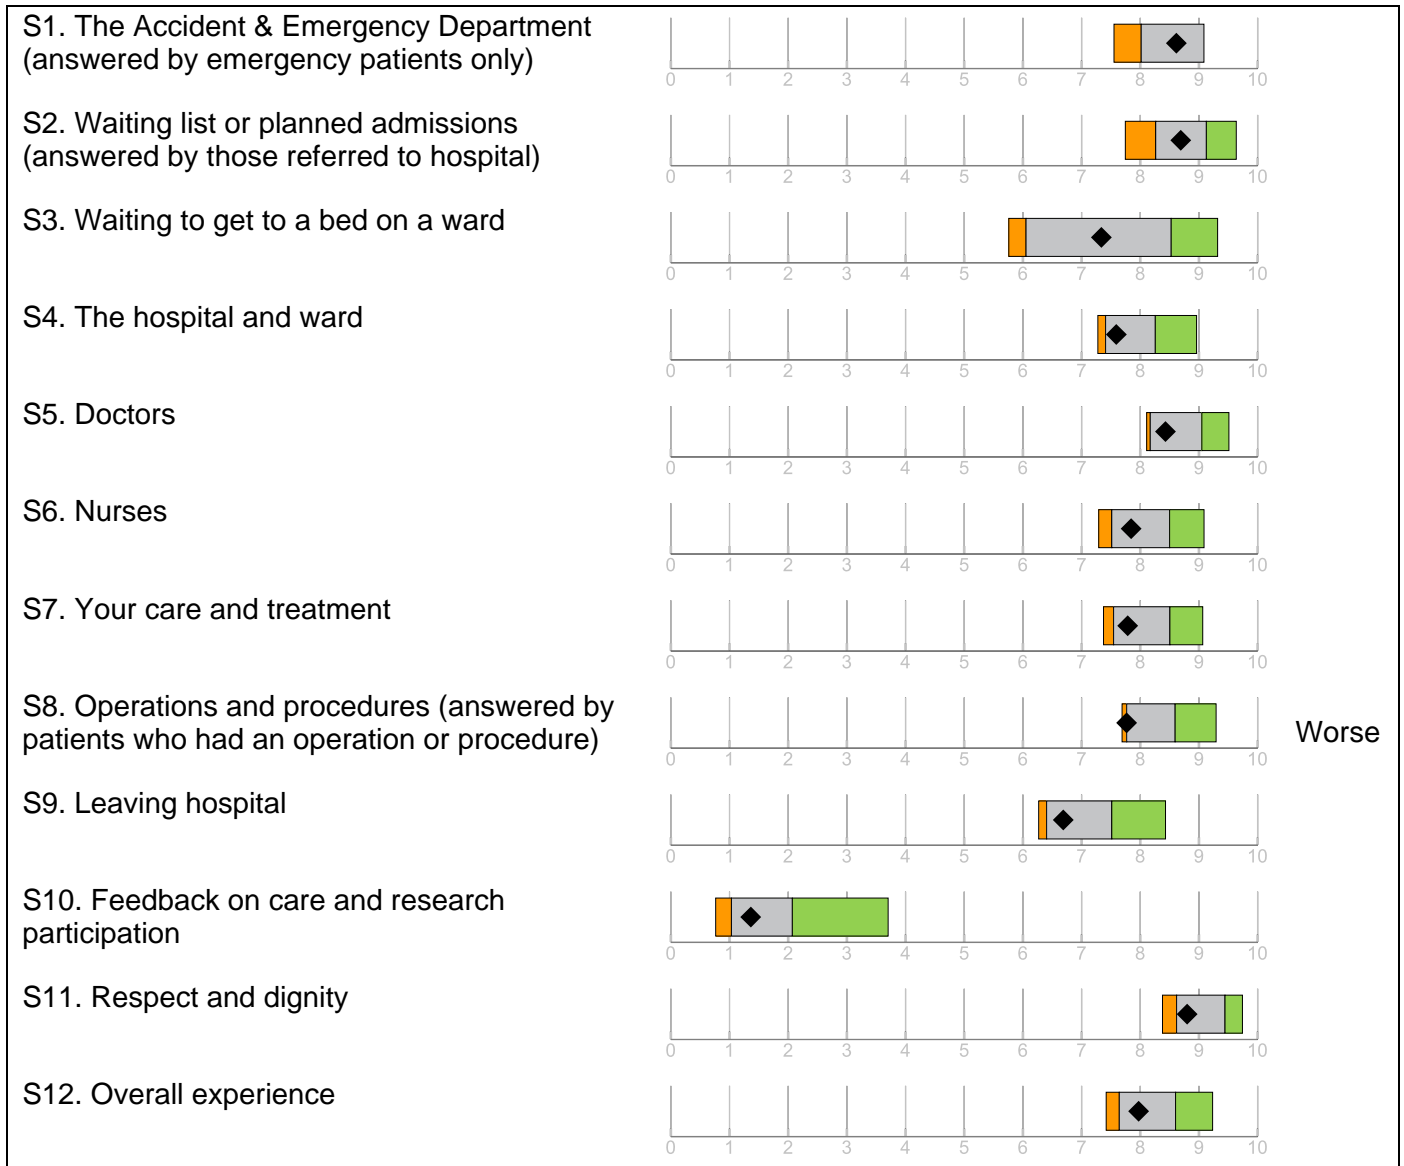 S1. The Accident & Emergency Department
(answered by emergency patients only)
0 1 2 3 4 5 6 7 8 9 10
S2. Waiting list or planned admissions
(answered by those referred to hospital)
0 1 2 3 4 5 6 7 8 9 10
S3. Waiting to get to a bed on a ward
0 1 2 3 4 5 6 7 8 9 10
S4. The hospital and ward
0 1 2 3 4 5 6 7 8 9 10
S5. Doctors
0 1 2 3 4 5 6 7 8 9 10
S6. Nurses
0 1 2 3 4 5 6 7 8 9 10
S7. Your care and treatment
0 1 2 3 4 5 6 7 8 9 10
S8. Operations and procedures (answered by
patients who had an operation or procedure)
Worse
0 1 2 3 4 5 6 7 8 9 10
S9. Leaving hospital
0 1 2 3 4 5 6 7 8 9 10
S10. Feedback on care and research
participation
0 1 2 3 4 5 6 7 8 9 10
S11. Respect and dignity
0 1 2 3 4 5 6 7 8 9 10
S12. Overall experience
0 1 2 3 4 5 6 7 8 9 10